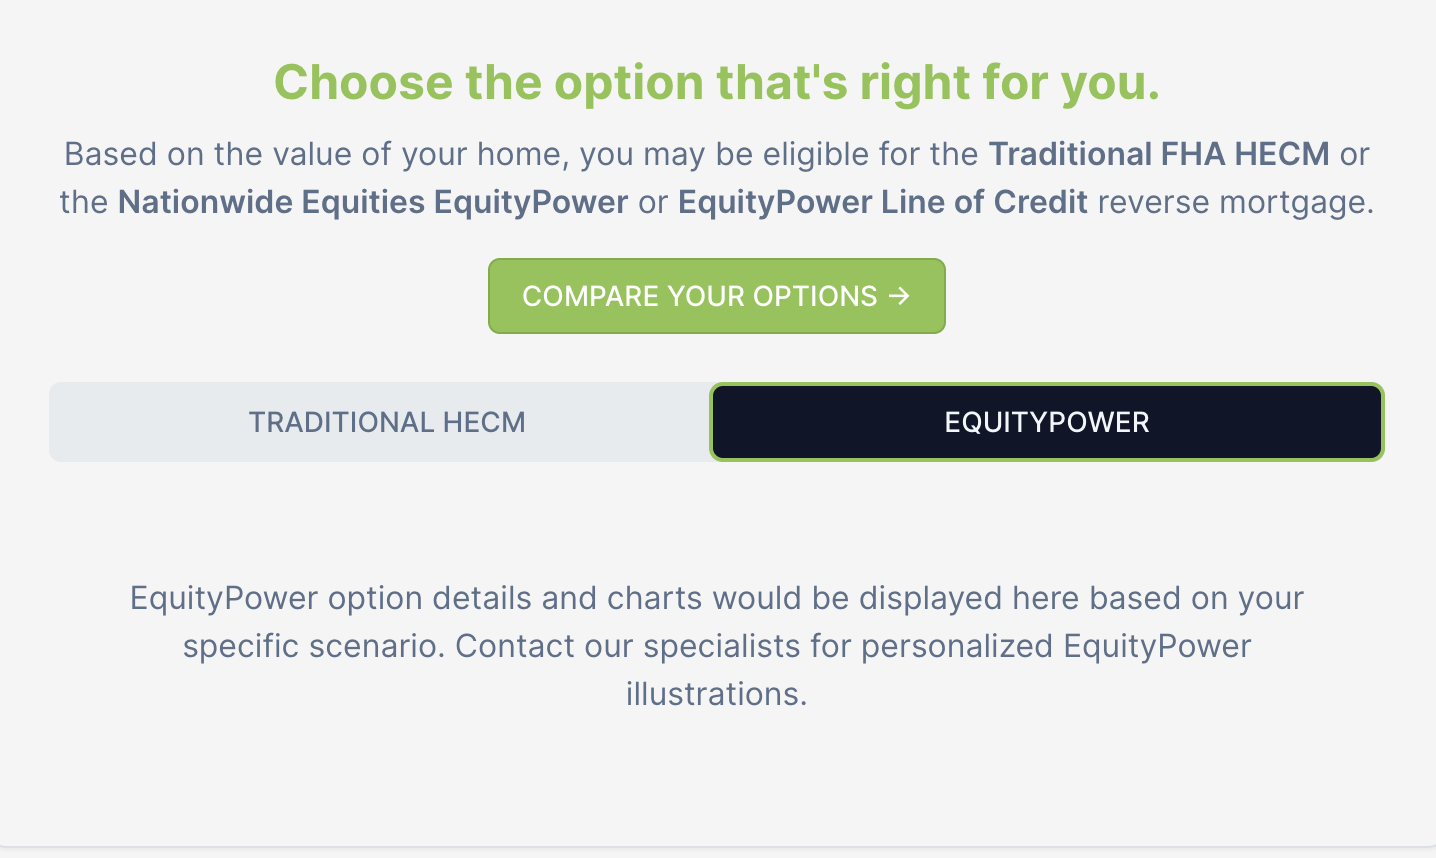 Choose the option that's right for you.
Based on the value of your home, you may be eligible for the Traditional FHA HECM or
the Nationwide Equities EquityPower or EquityPower Line of Credit reverse mortgage.
COMPARE YOUR OPTIONS →
TRADITIONAL HECM
EQUITYPOWER
EquityPower option details and charts would be displayed here based on your
specific scenario. Contact our specialists for personalized EquityPower
illustrations.